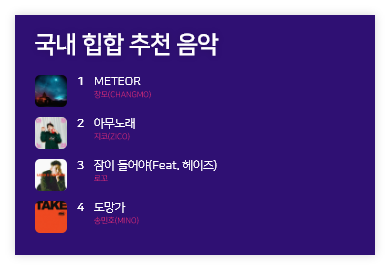 국내 힙합 추천 음악
1 METEOR
창모(CHANGMO)
2 아무노래
지코(ZICO)
3 잠이 들어야(Feat. 헤이즈)
로꼬
4 도망가
송민호(MINO)
TAKE